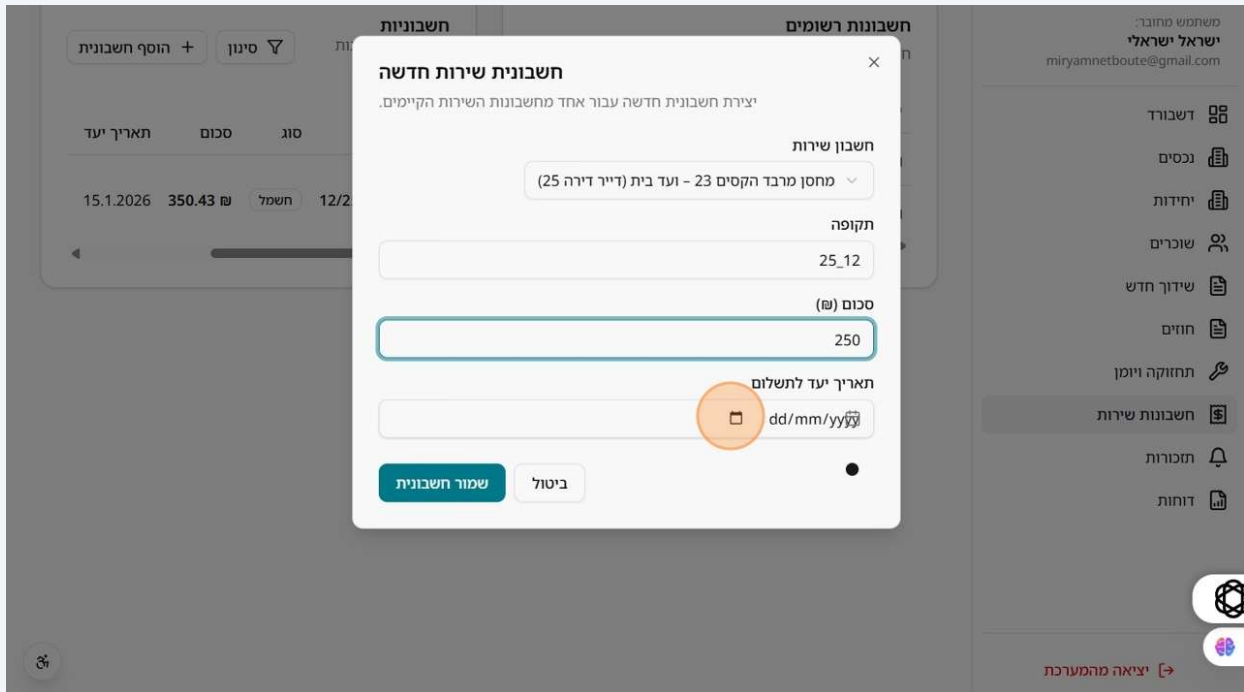 משתמש מחובר:
ישראל ישראלי
miryamnetboute@gmail.com
דשבורד
נכסים
יחידות
שוכרים
שידוך חדש
חוזים
תחזוקה ויומן
חשבונות שירות
תזכורות
דוחות
יציאה מהמערכת
חשבונות רשומים
חשבוניות
סינון
הוסף חשבונית
סוג
סכום
תאריך יעד
12/2
חשמל
350.43 ₪
15.1.2026
חשבונית שירות חדשה
יצירת חשבונית חדשה עבור אחד מחשבונות השירות הקיימים.
חשבון שירות
מחסן מרבד הקסים 23 – ועד בית (דייר דירה 25)
תקופה
25_12
סכום (₪)
250
תאריך יעד לתשלום
dd/mm/yyyy
ביטול
שמור חשבונית